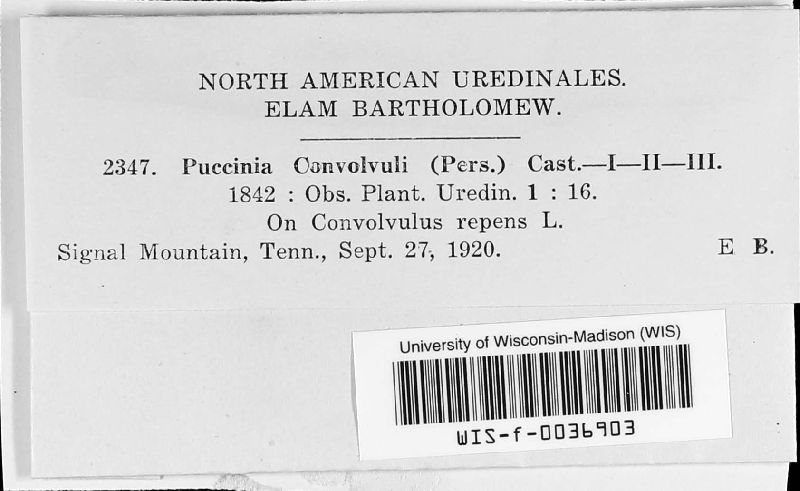 NORTH AMERICAN UREDINALES.
ELAM BARTHOLOMEW.
2347. Puccinia Convolvuli (Pers.) Cast.—I—II—III.
1842 : Obs. Plant. Uredin. 1 : 16.
On Convolvulus repens L.
Signal Mountain, Tenn., Sept. 27, 1920. E B.
University of Wisconsin-Madison (WIS)
WIS-f-0036903